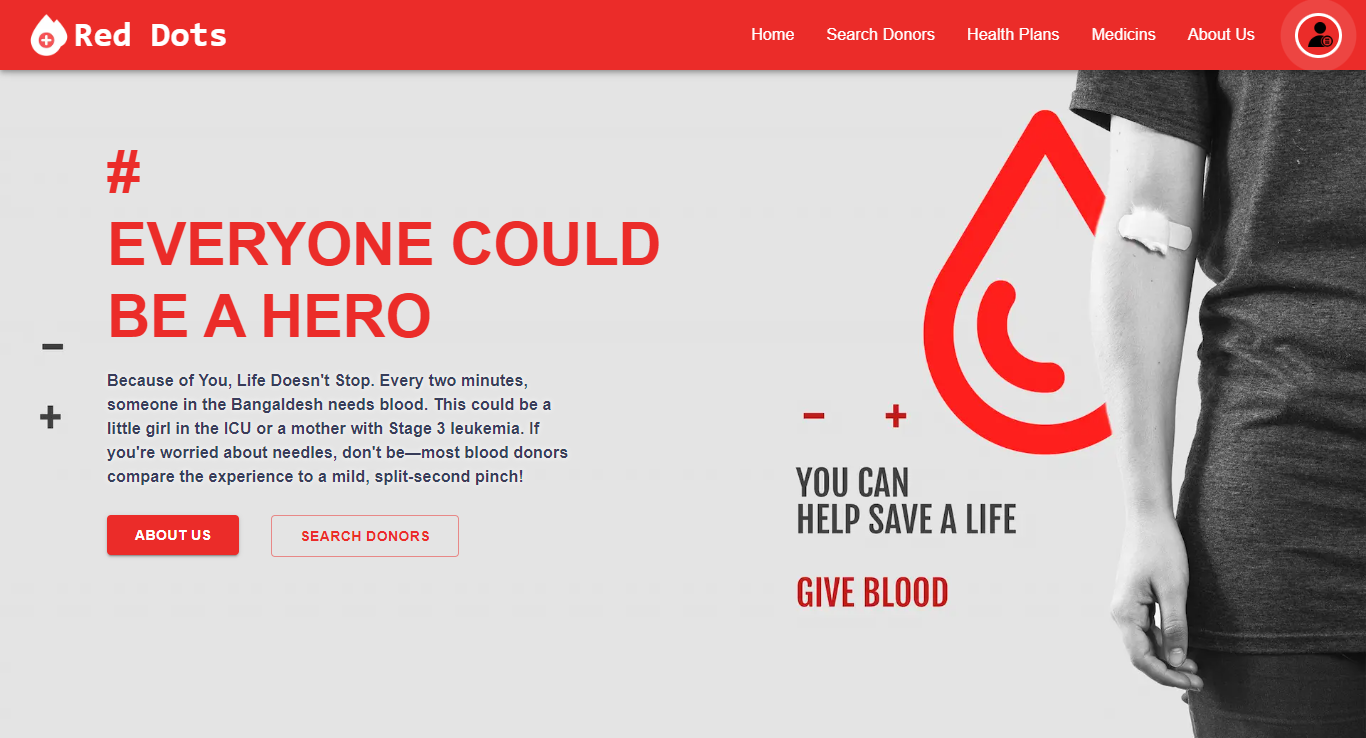 Red Dots
Home
Search Donors
Health Plans
Medicins
About Us
#
EVERYONE COULD
BE A HERO
Because of You, Life Doesn't Stop. Every two minutes,
someone in the Bangaldesh needs blood. This could be a
little girl in the ICU or a mother with Stage 3 leukemia. If
you're worried about needles, don't be—most blood donors
compare the experience to a mild, split-second pinch!
ABOUT US
SEARCH DONORS
YOU CAN
HELP SAVE A LIFE
GIVE BLOOD